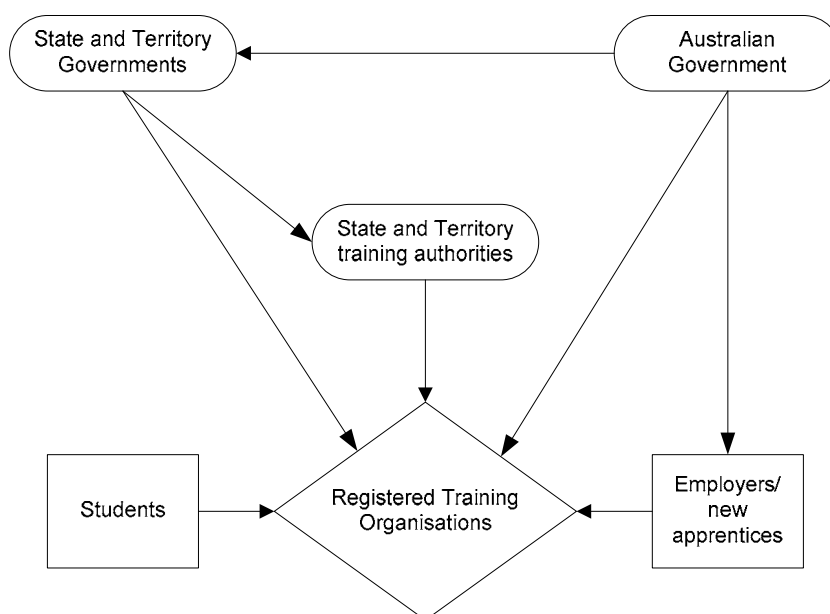 State and Territory
Governments
Australian
Government
State and Territory
training authorities
Students
Registered Training
Organisations
Employers/
new
apprentices